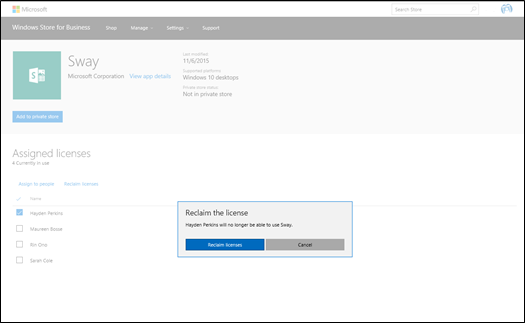 Microsoft
Search Store
Windows Store for Business Shop Manage Settings Support
Sway
Microsoft Corporation View app details
Last modified
11/6/2015
Supported platforms
Windows 10 desktops
Private store status
Not in private store
Add to private store
Assigned licenses
4 Currently in use
Assign to people Reclaim licenses
Name
Hayden Perkins
Maureen Bosse
Rin Ono
Sarah Core
Reclaim the license
Hayden Perkins will no longer be able to use Sway.
Reclaim licenses Cancel